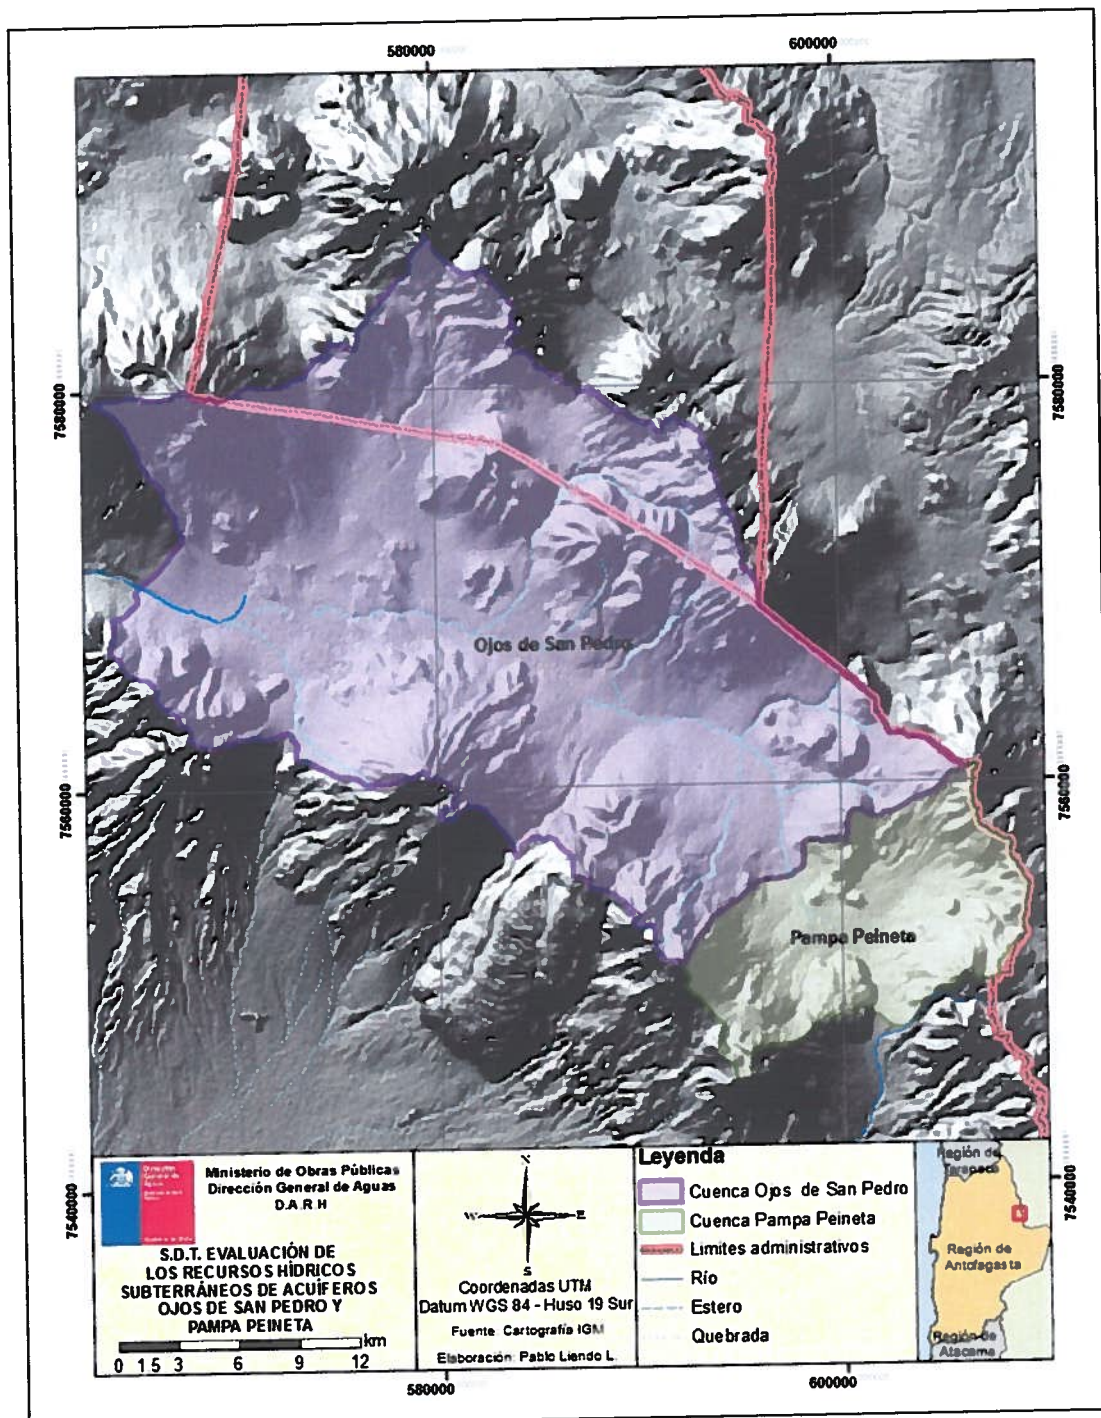 580000
600000
7580000
7580000
Ojos de San Pedro
7560000
7560000
Pampa Peineta
7540000
7540000
Ministerio de Obras Públicas
Dirección General de Aguas
D.A.R.H
S.D.T. EVALUACIÓN DE
LOS RECURSOS HÍDRICOS
SUBTERRÁNEOS DE ACUÍFEROS
OJOS DE SAN PEDRO Y
PAMPA PEINETA
km
0 1.5 3 6 9 12
N
W E
S
Coordenadas UTM
Datum WGS 84 - Huso 19 Sur
Fuente: Cartografía IGM
Elaboración: Pablo Liendo L.
Leyenda
Cuenca Ojos de San Pedro
Cuenca Pampa Peineta
Limites administrativos
Río
Estero
Quebrada
Región de
Tarapacá
Región de
Antofagasta
Región de
Atacama
580000
600000